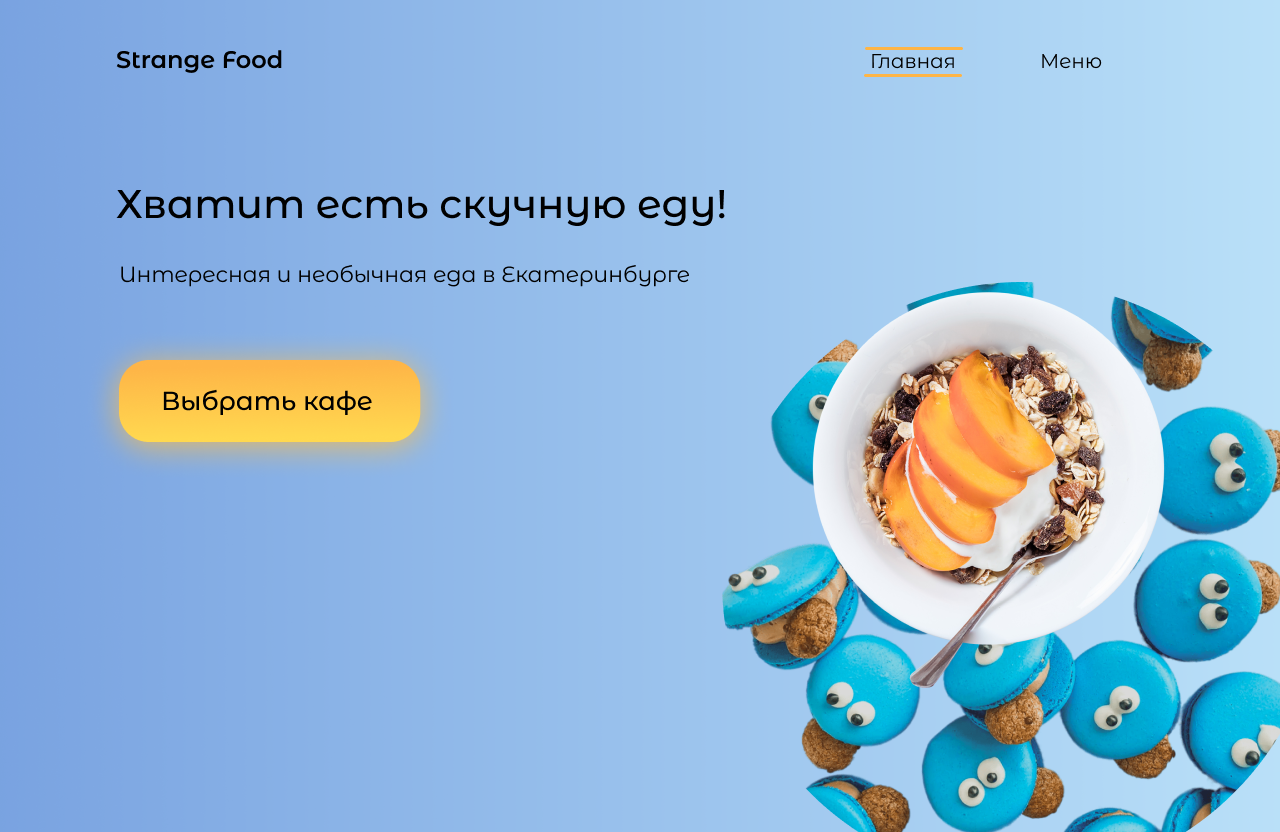 Strange Food
Главная
Меню
Хватит есть скучную еду!
Интересная и необычная еда в Екатеринбурге
Выбрать кафе